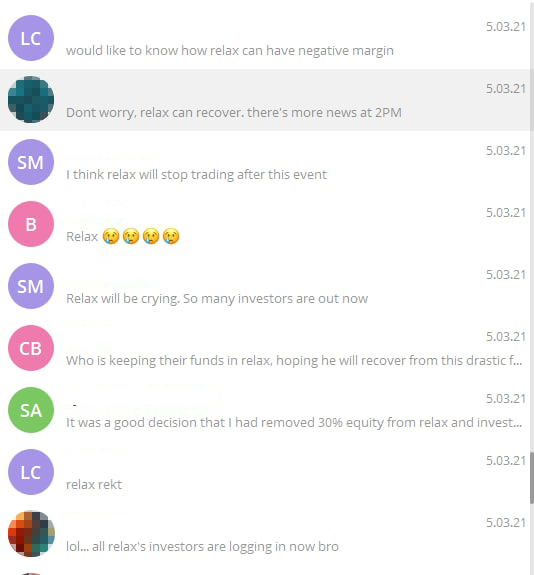 5.03.21
LC
would like to know how relax can have negative margin
5.03.21
Dont worry, relax can recover. there's more news at 2PM
5.03.21
SM
I think relax will stop trading after this event
5.03.21
B
Relax 😢😢😢😢
5.03.21
SM
Relax will be crying. So many investors are out now
5.03.21
CB
Who is keeping their funds in relax, hoping he will recover from this drastic f...
5.03.21
SA
It was a good decision that I had removed 30% equity from relax and invest...
5.03.21
LC
relax rekt
5.03.21
lol... all relax's investors are logging in now bro